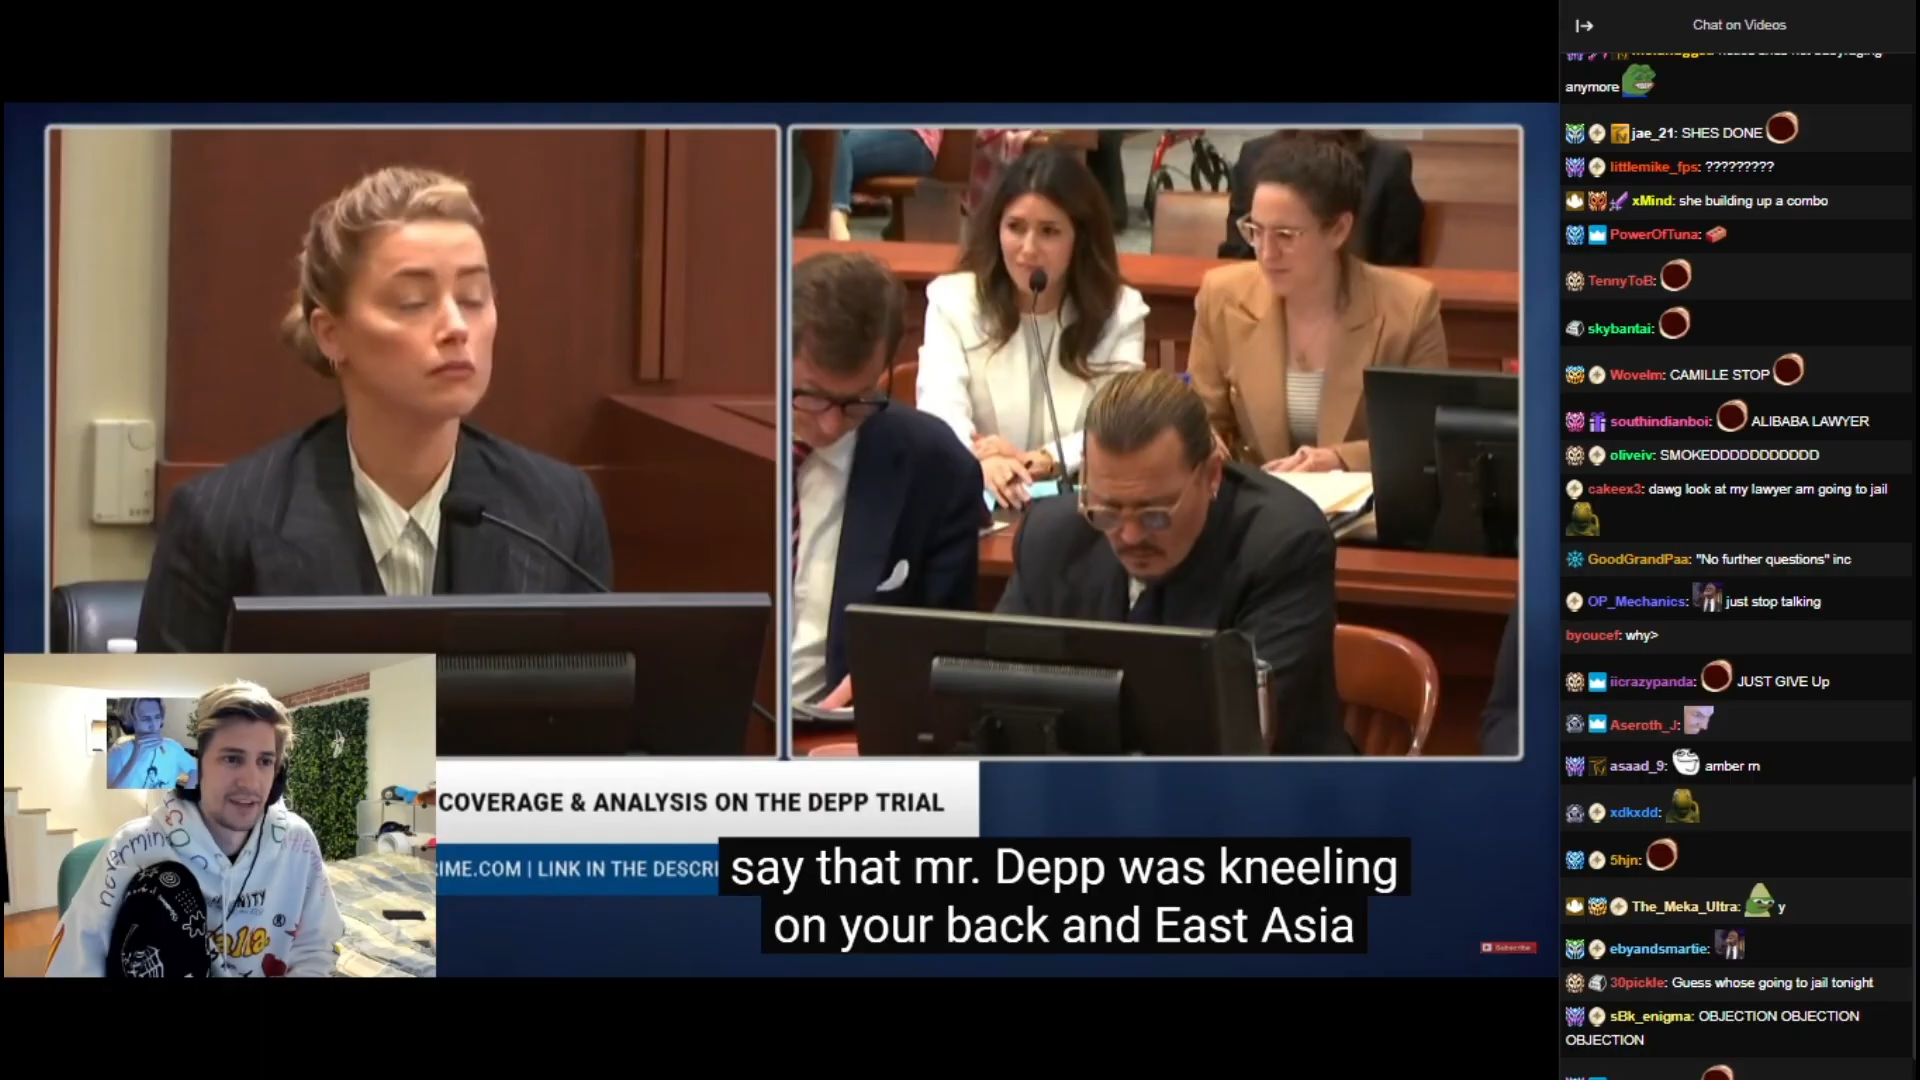 COVERAGE & ANALYSIS ON THE DEPP TRIAL
IME.COM | LINK IN THE DESCRI
say that mr. Depp was kneeling
on your back and East Asia
Subscribe
nevermin
Chat on Videos
anymore
jae_21: SHES DONE
littlemike_fps: ?????????
xMind: she building up a combo
PowerOfTuna:
TennyToB:
skybantai:
Wovelm: CAMILLE STOP
southindianboi: ALIBABA LAWYER
oliveiv: SMOKEDDDDDDDDDDD
cakeex3: dawg look at my lawyer am going to jail
GoodGrandPaa: "No further questions" inc
OP_Mechanics: just stop talking
byoucef: why>
iicrazypanda: JUST GIVE Up
Aseroth_J:
asaad_9: amber rn
xdkxdd:
5hjn:
The_Meka_Ultra: y
ebyandsmartie:
30pickle: Guess whose going to jail tonight
sBk_enigma: OBJECTION OBJECTION
OBJECTION